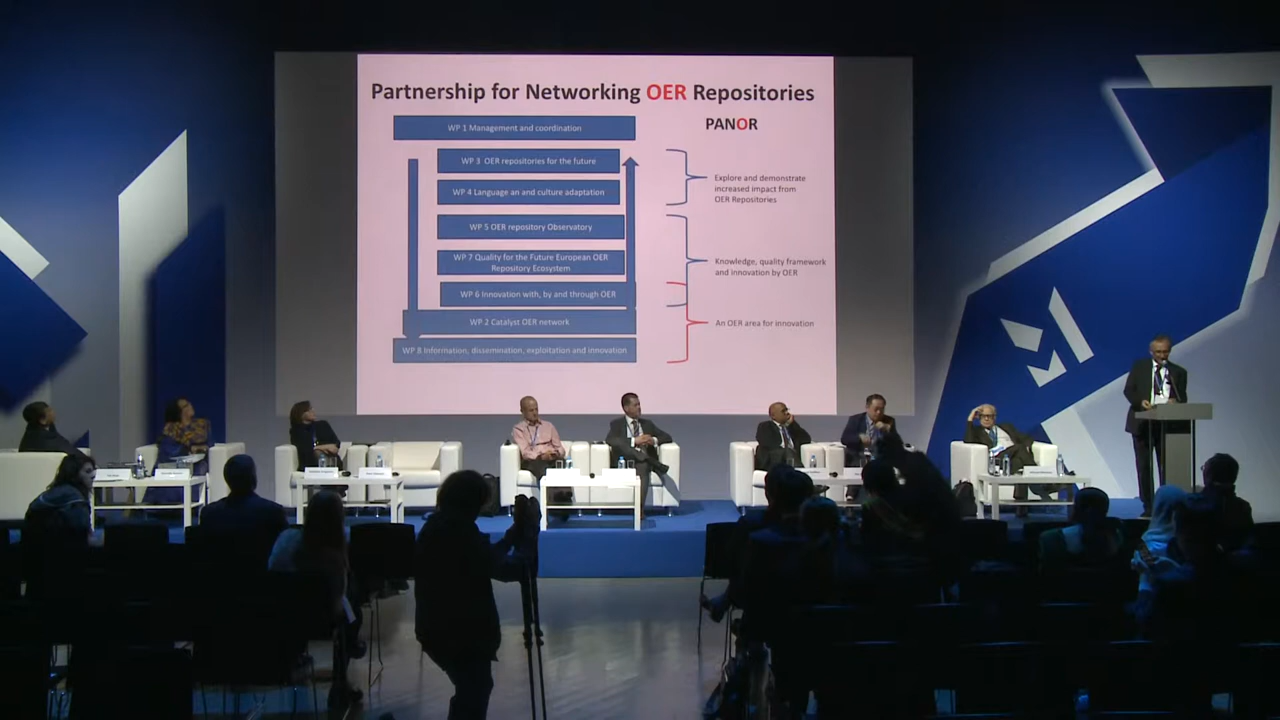 Partnership for Networking OER Repositories
PANOR
WP 1 Management and coordination
WP 3 OER repositories for the future
WP 4 Language an and culture adaptation
WP 5 OER repository Observatory
WP 7 Quality for the Future European OER
Repository Ecosystem
WP 6 Innovation with, by and through OER
WP 2 Catalyst OER network
WP 8 Information, dissemination, exploitation and innovation
Explore and demonstrate
increased impact from
OER Repositories
Knowledge, quality framework
and innovation by OER
An OER area for innovation